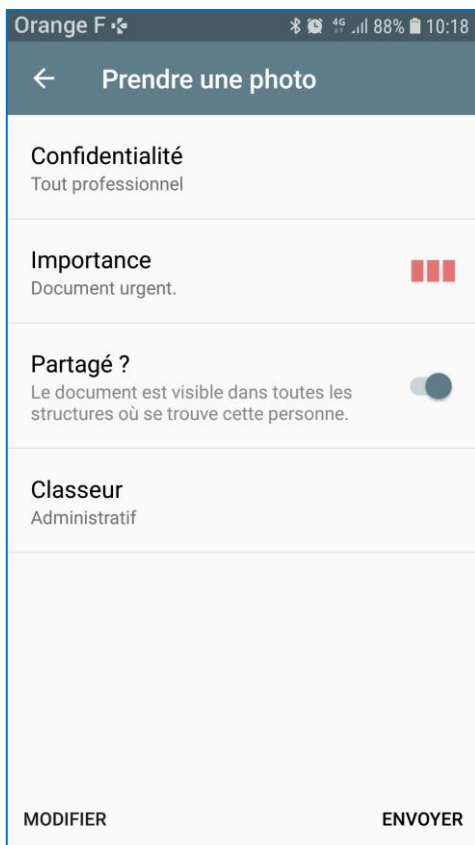 Orange F 4G 88% 10:18
Prendre une photo
Confidentialité
Tout professionnel
Importance
Document urgent.
Partagé ?
Le document est visible dans toutes les
structures où se trouve cette personne.
Classeur
Administratif
MODIFIER ENVOYER